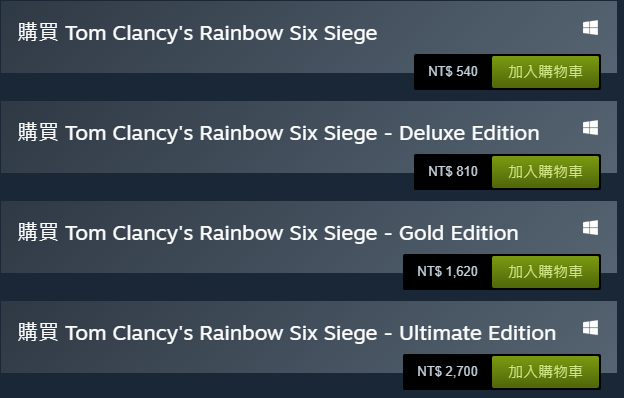 購買 Tom Clancy's Rainbow Six Siege
NT$ 540 加入購物車
購買 Tom Clancy's Rainbow Six Siege - Deluxe Edition
NT$ 810 加入購物車
購買 Tom Clancy's Rainbow Six Siege - Gold Edition
NT$ 1,620 加入購物車
購買 Tom Clancy's Rainbow Six Siege - Ultimate Edition
NT$ 2,700 加入購物車